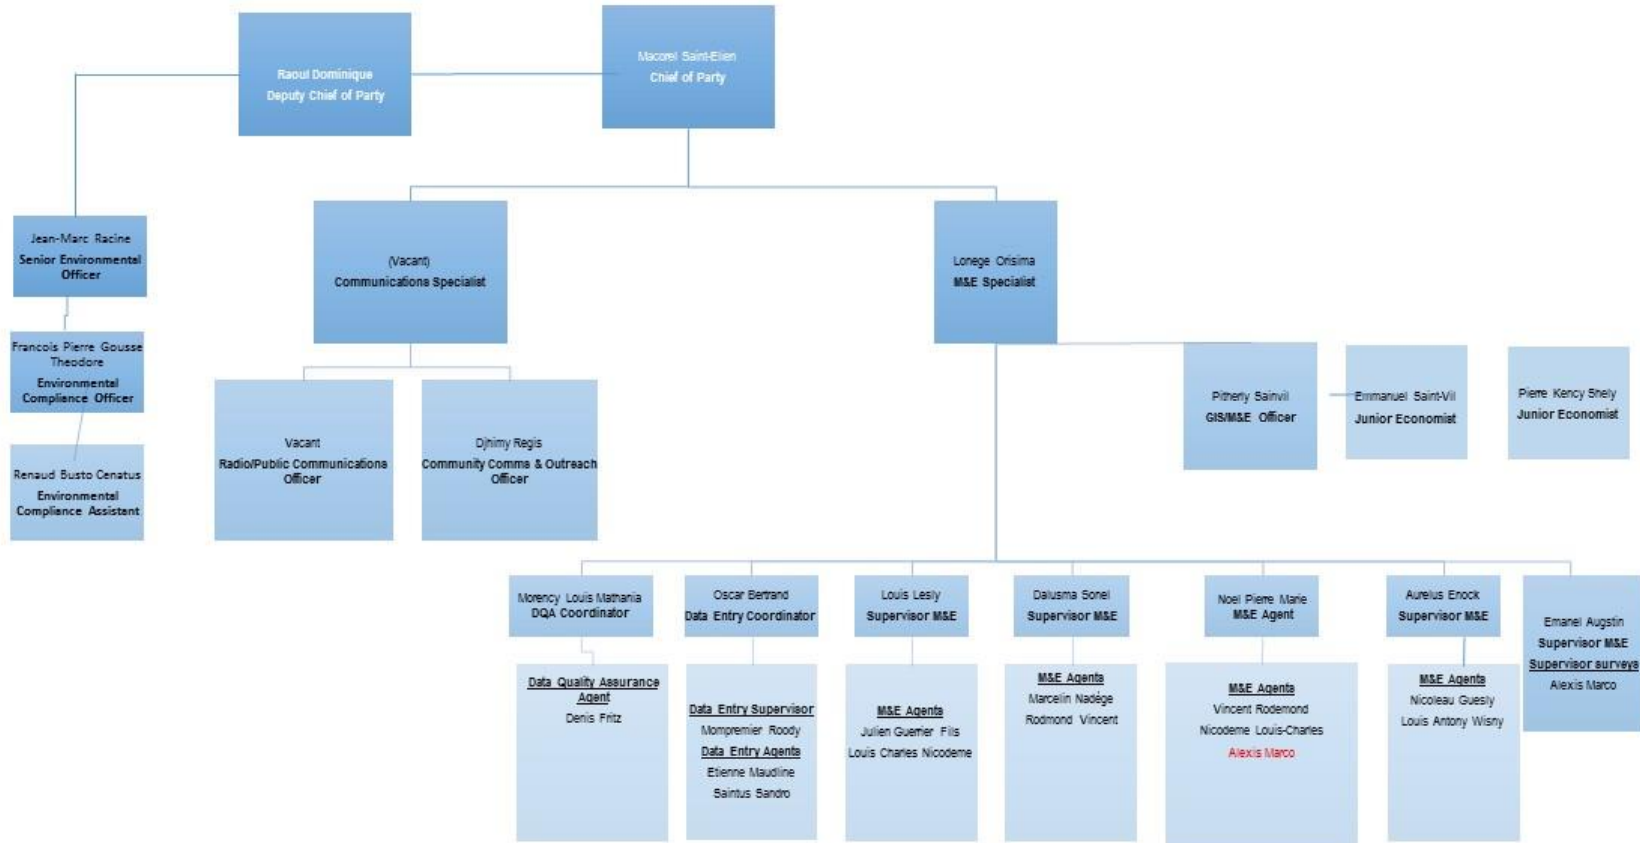 Raoul Dominique
Deputy Chief of Party
Macorel Saint-Elien
Chief of Party
Jean-Marc Racine
Senior Environmental
Officer
Francois Pierre Gousse
Theodore
Environmental
Compliance Officer
Renaud Busto Cenatus
Environmental
Compliance Assistant
(Vacant)
Communications Specialist
Lonege Orisima
M&E Specialist
Vacant
Radio/Public Communications
Officer
Djhimy Regis
Community Comms & Outreach
Officer
Pitherly Sainvil
GIS/M&E Officer
Emmanuel Saint-Vil
Junior Economist
Pierre Kency Shely
Junior Economist
Morency Louis Mathania
DQA Coordinator
Data Quality Assurance
Agent
Denis Fritz
Oscar Bertrand
Data Entry Coordinator
Data Entry Supervisor
Mompremier Roody
Data Entry Agents
Etienne Maudline
Saintus Sandro
Louis Lesly
Supervisor M&E
M&E Agents
Julien Guerrier Fils
Louis Charles Nicodeme
Dalusma Sonel
Supervisor M&E
M&E Agents
Marcelin Nadége
Rodmond Vincent
Noel Pierre Marie
M&E Agent
M&E Agents
Vincent Rodemond
Nicodeme Louis-Charles
Alexis Marco
Aurelus Enock
Supervisor M&E
M&E Agents
Nicoleau Guesly
Louis Antony Wisny
Emanel Augstin
Supervisor M&E
Supervisor surveys
Alexis Marco